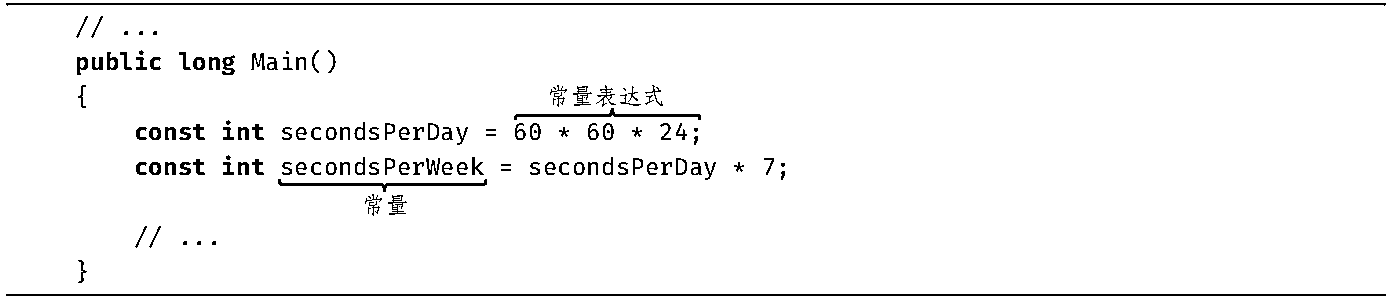 // ...
public long Main()
{
常量表达式
const int secondsPerDay = 60 * 60 * 24;
const int secondsPerWeek = secondsPerDay * 7;
常量
// ...
}